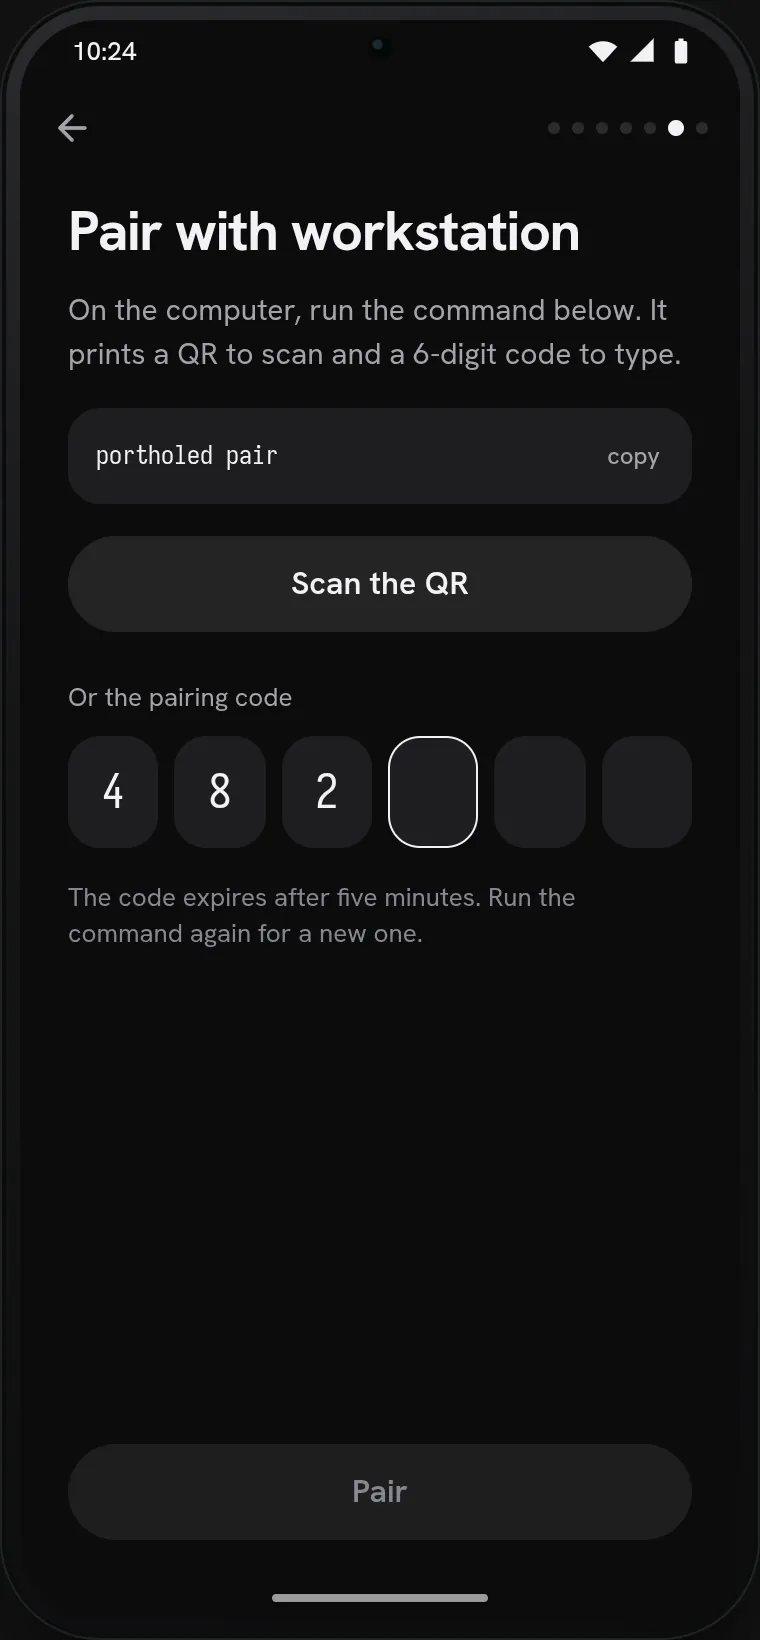 10:24
Pair with workstation
On the computer, run the command below. It
prints a QR to scan and a 6-digit code to type.
portholed pair copy
Scan the QR
Or the pairing code
4 8 2
The code expires after five minutes. Run the
command again for a new one.
Pair